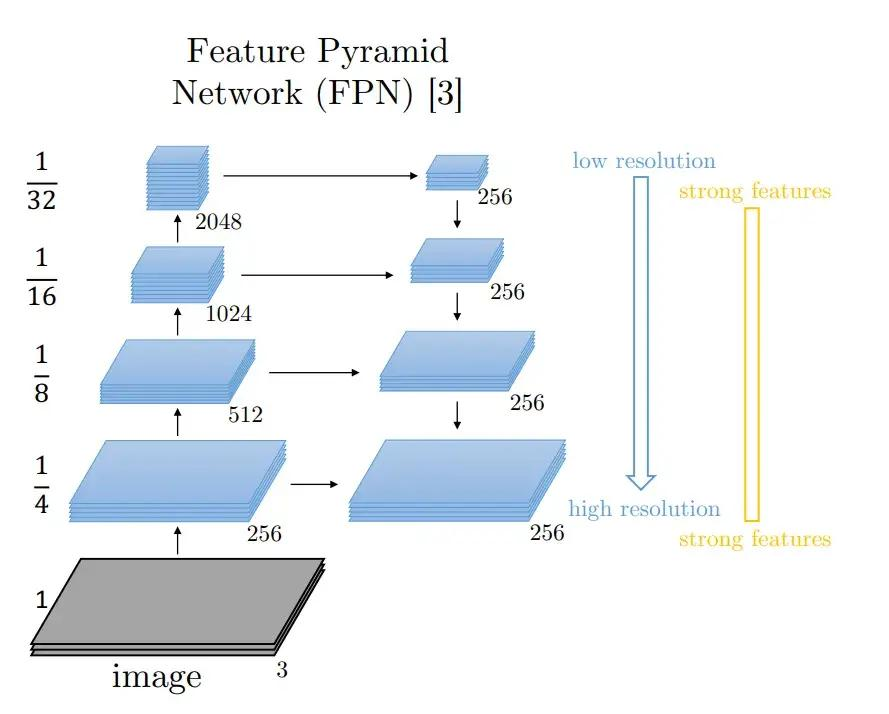 Feature Pyramid
Network (FPN) [3]
low resolution
strong features
1/32
2048
256
1/16
1024
256
1/8
512
256
1/4
256
256
high resolution
strong features
1
image
3